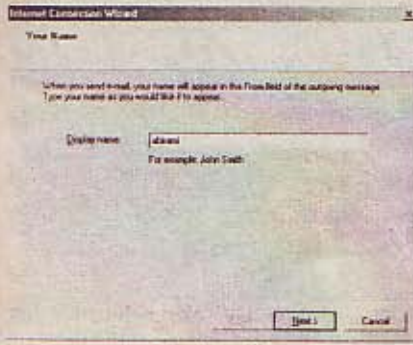 Internet Connection Wizard
Your Name
When you send e-mail, your name will appear in the From field of the outgoing message.
Type your name as you would like it to appear.
Display name:
For example: John Smith
Next >
Cancel